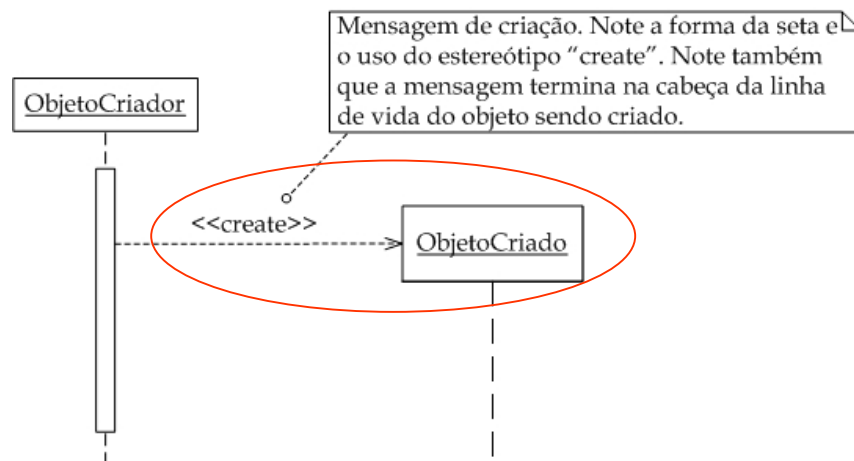 Mensagem de criação. Note a forma da seta e
o uso do estereótipo “create”. Note também
que a mensagem termina na cabeça da linha
de vida do objeto sendo criado.
ObjetoCriador
<<create>>
ObjetoCriado